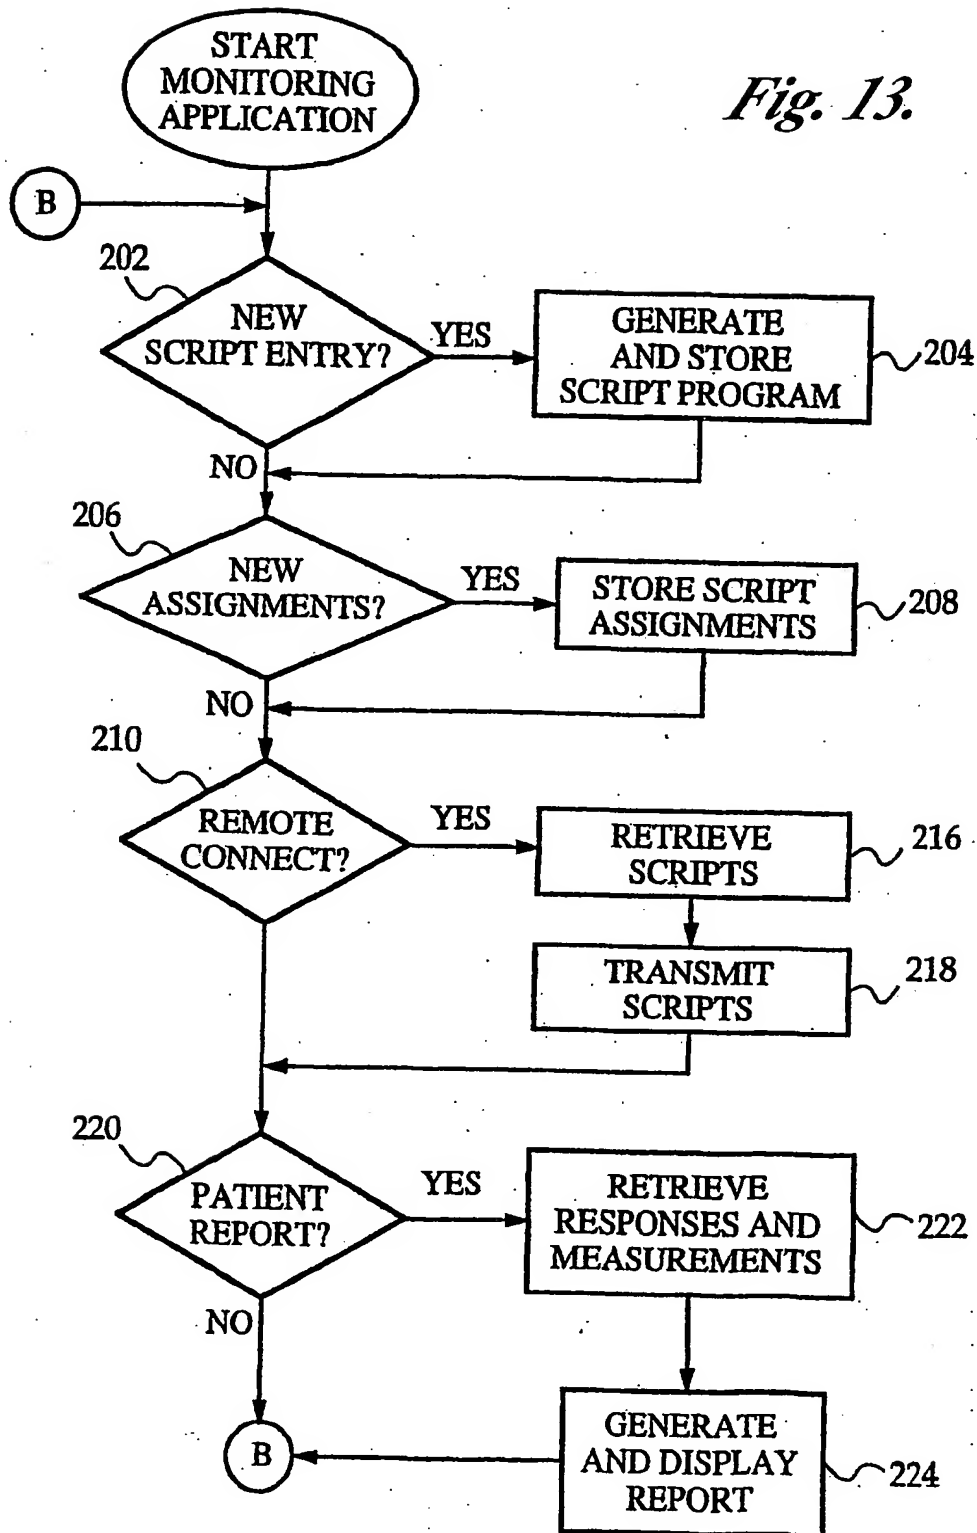 START
MONITORING
APPLICATION
Fig. 13.
B
202
NEW
SCRIPT ENTRY?
YES
GENERATE
AND STORE
SCRIPT PROGRAM
204
NO
206
NEW
ASSIGNMENTS?
YES
STORE SCRIPT
ASSIGNMENTS
208
NO
210
REMOTE
CONNECT?
YES
RETRIEVE
SCRIPTS
216
TRANSMIT
SCRIPTS
218
220
PATIENT
REPORT?
YES
RETRIEVE
RESPONSES AND
MEASUREMENTS
222
NO
B
GENERATE
AND DISPLAY
REPORT
224